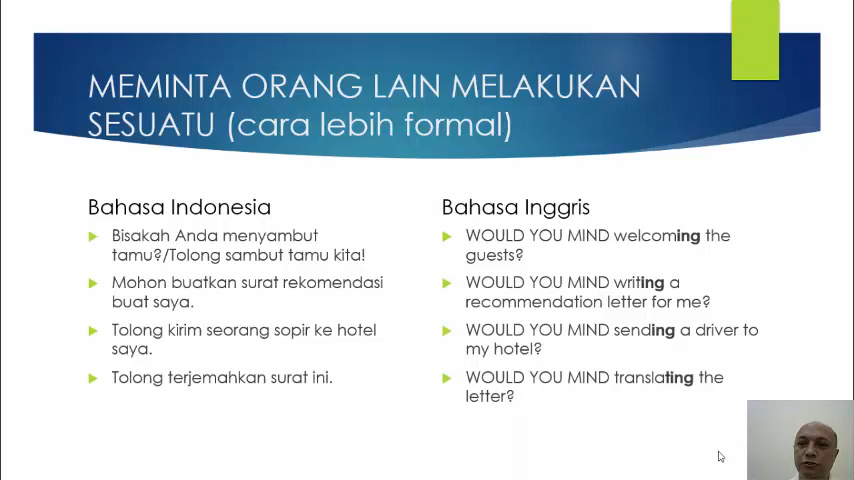 MEMINTA ORANG LAIN MELAKUKAN
SESUATU (cara lebih formal)
Bahasa Indonesia
Bisakah Anda menyambut
tamu?/Tolong sambut tamu kita!
Mohon buatkan surat rekomendasi
buat saya.
Tolong kirim seorang sopir ke hotel
saya.
Tolong terjemahkan surat ini.
Bahasa Inggris
WOULD YOU MIND welcoming the
guests?
WOULD YOU MIND writing a
recommendation letter for me?
WOULD YOU MIND sending a driver to
my hotel?
WOULD YOU MIND translating the
letter?